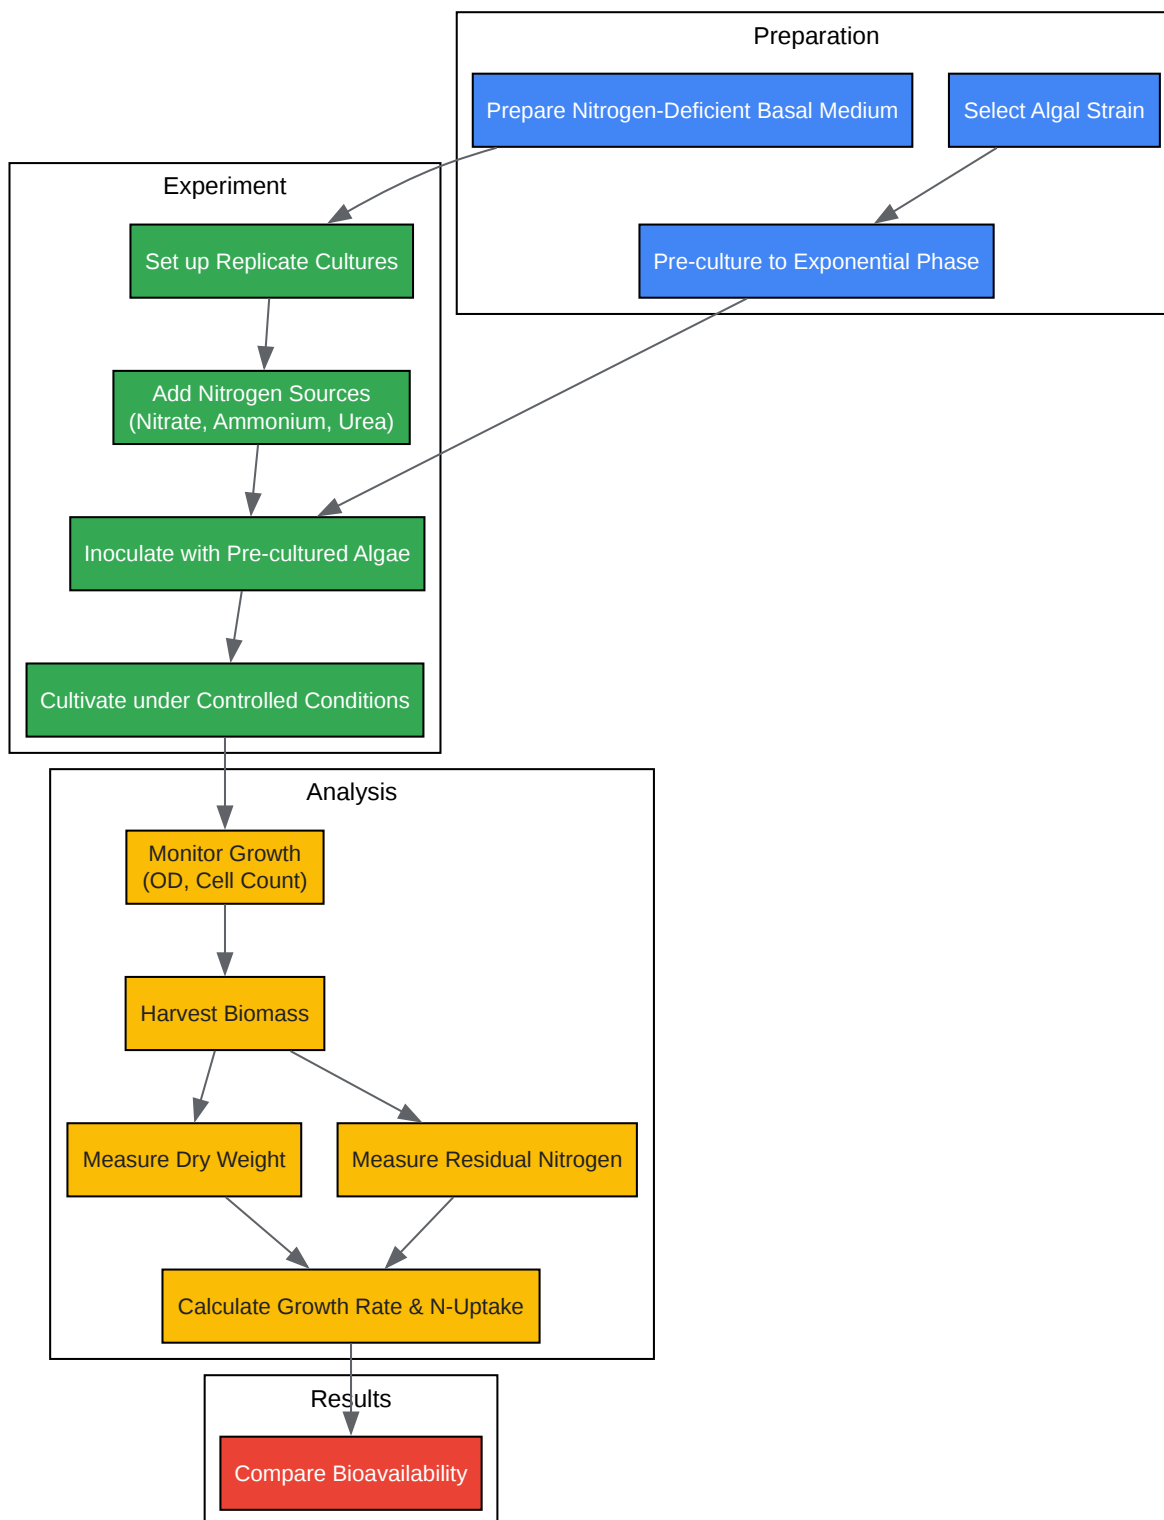 Preparation
Prepare Nitrogen-Deficient Basal Medium
Select Algal Strain
Pre-culture to Exponential Phase
Experiment
Set up Replicate Cultures
Add Nitrogen Sources
(Nitrate, Ammonium, Urea)
Inoculate with Pre-cultured Algae
Cultivate under Controlled Conditions
Analysis
Monitor Growth
(OD, Cell Count)
Harvest Biomass
Measure Dry Weight
Measure Residual Nitrogen
Calculate Growth Rate & N-Uptake
Results
Compare Bioavailability